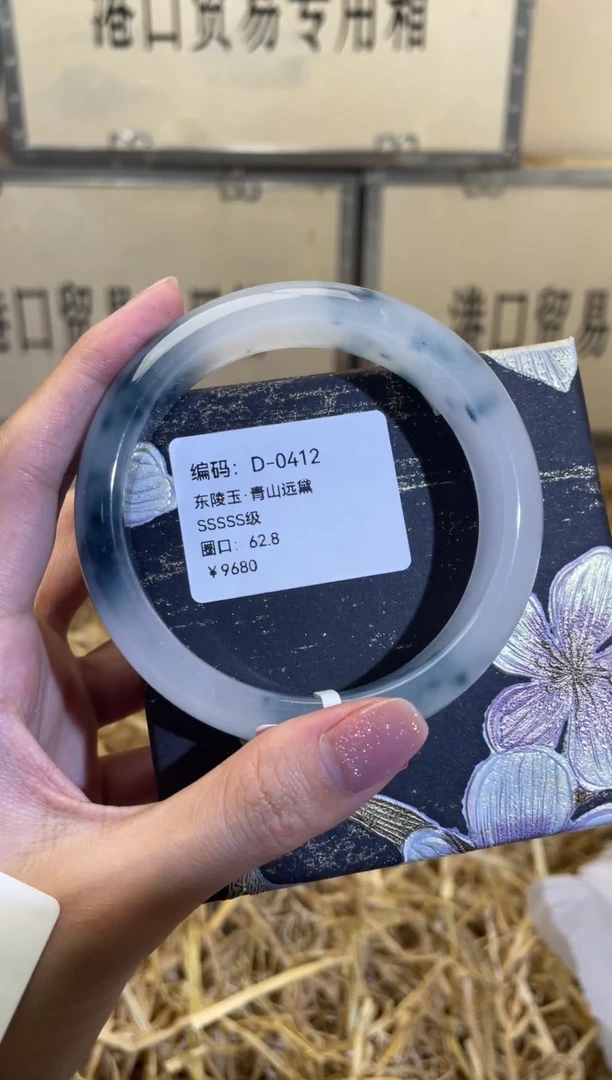 港口贸易专用箱
港口贸易
港口贸易
编码：D-0412
东陵玉·青山远黛
SSSSS级
圈口：62.8
￥9680